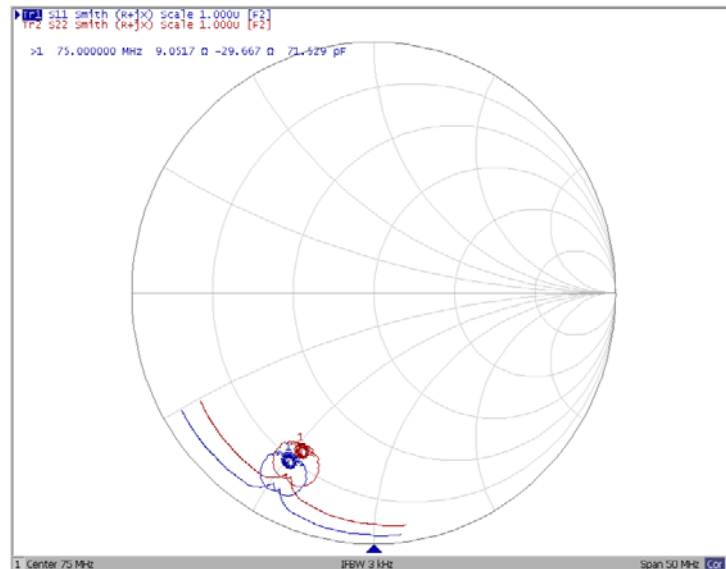 Tr1 S11 Smith (R+jX) Scale 1.000U [F2]
Tr2 S22 Smith (R+jX) Scale 1.000U [F2]
>1 75.000000 MHz 9.0517 Ω -29.667 Ω 71.529 pF
1
1
1 Center 75 MHz IFBW 3 kHz Span 50 MHz Cor